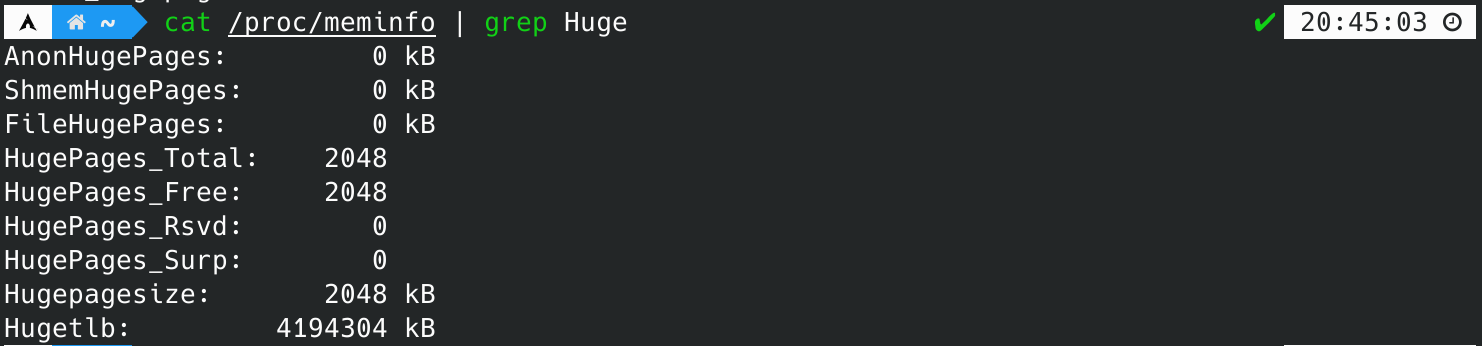 ~ cat /proc/meminfo | grep Huge ✔ 20:45:03
AnonHugePages:         0 kB
ShmemHugePages:        0 kB
FileHugePages:         0 kB
HugePages_Total:    2048
HugePages_Free:     2048
HugePages_Rsvd:        0
HugePages_Surp:        0
Hugepagesize:       2048 kB
Hugetlb:         4194304 kB